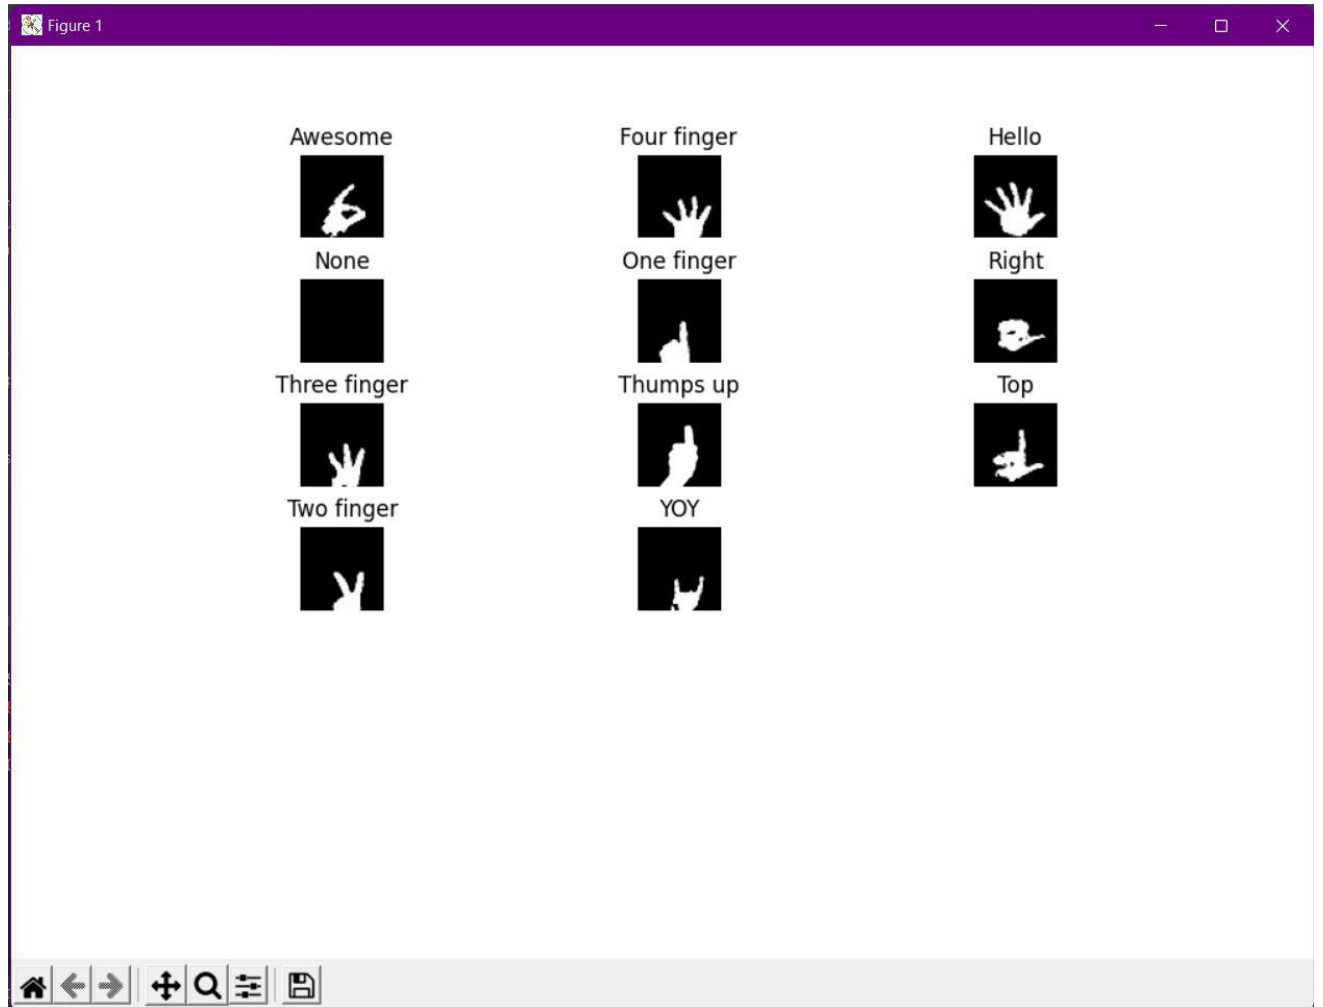 Figure 1
Awesome
Four finger
Hello
None
One finger
Right
Three finger
Thumps up
Top
Two finger
YOY